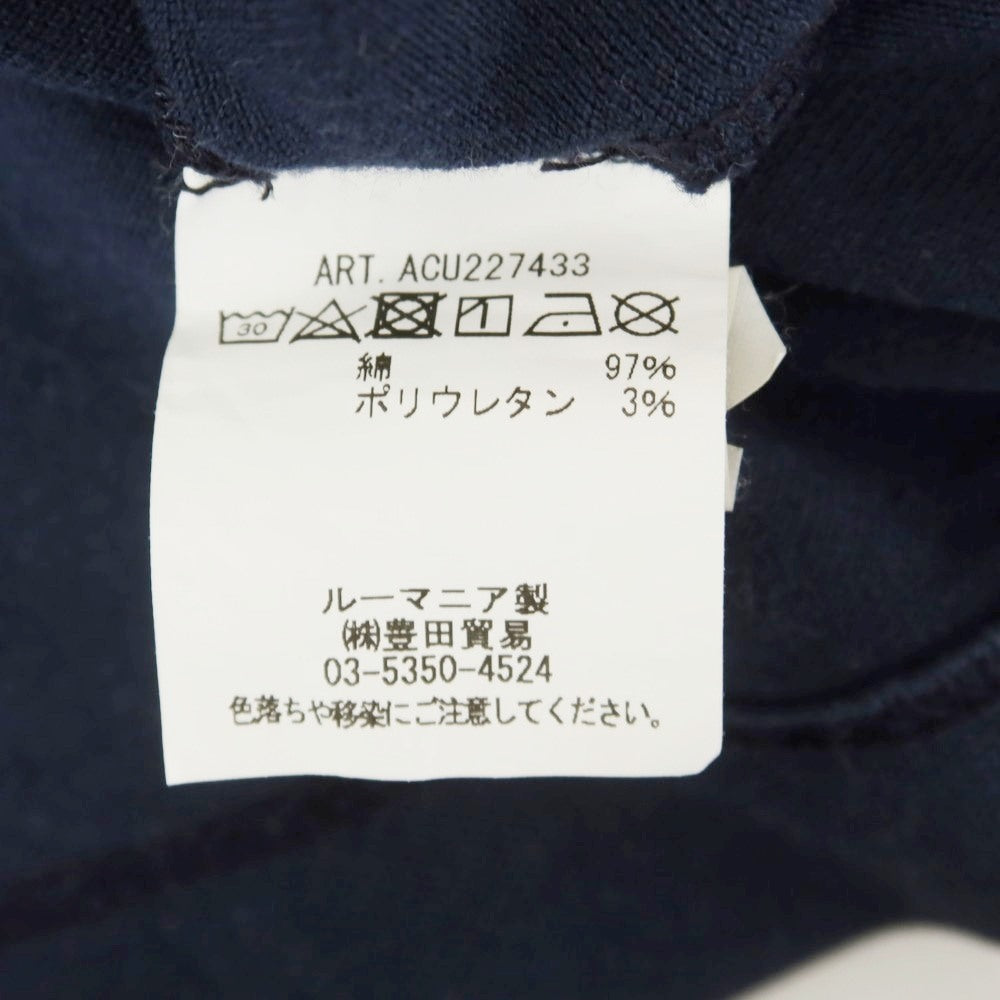 ART. ACU227433
30
綿 97%
ポリウレタン 3%
ルーマニア製
㈱豊田貿易
03-5350-4524
色落ちや移染にご注意してください。